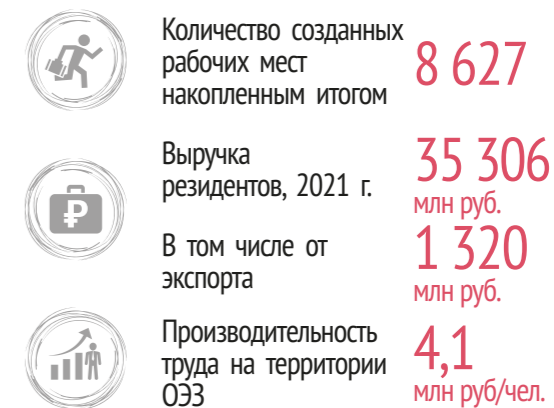 Количество созданных
рабочих мест
накопленным итогом
8 627
Выручка
резидентов, 2021 г.
35 306
млн руб.
В том числе от
экспорта
1 320
млн руб.
Производительность
труда на территории
ОЭЗ
4,1
млн руб/чел.